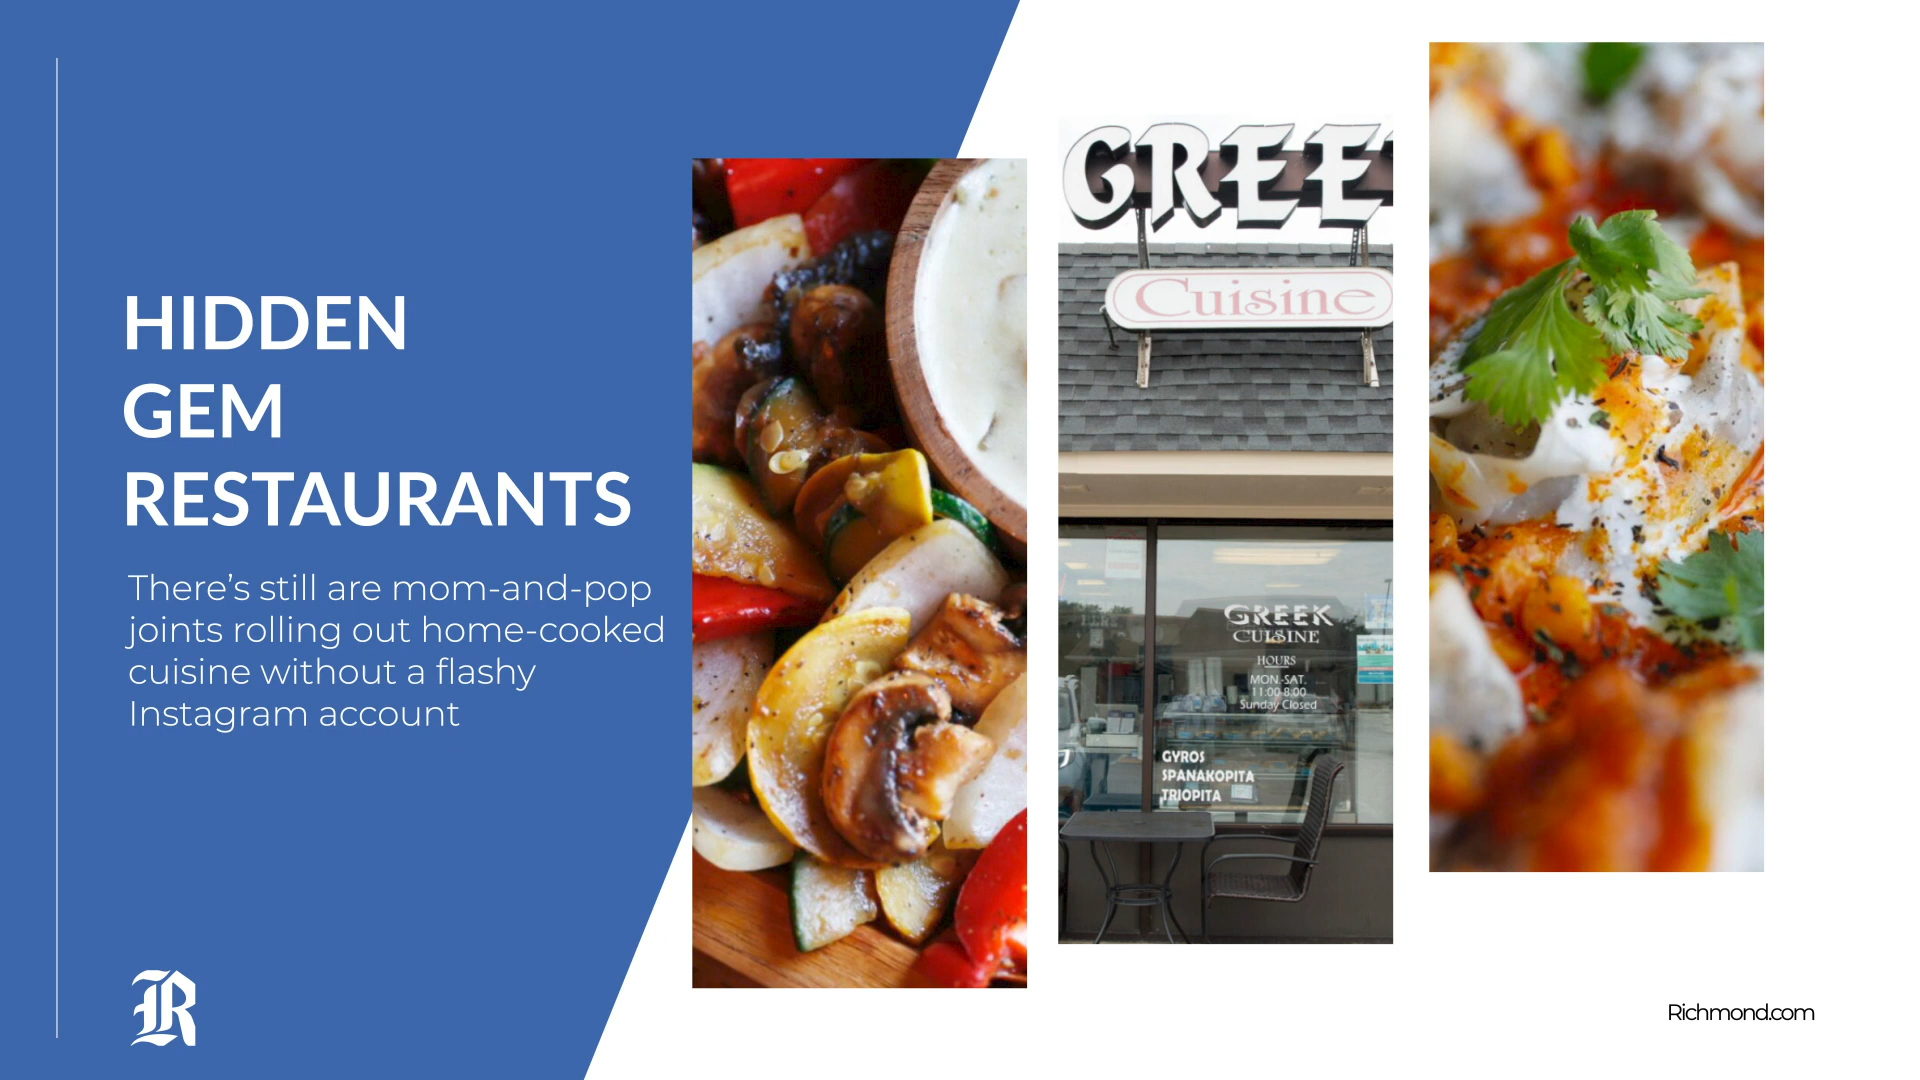 HIDDEN
GEM
RESTAURANTS
There’s still are mom-and-pop
joints rolling out home-cooked
cuisine without a flashy
Instagram account
R
GREE
Cuisine
GREEK
CUISINE
HOURS
MON.-SAT.
11:00-8:00
Sunday Closed
GYROS
SPANAKOPITA
TRIOPITA
Richmond.com